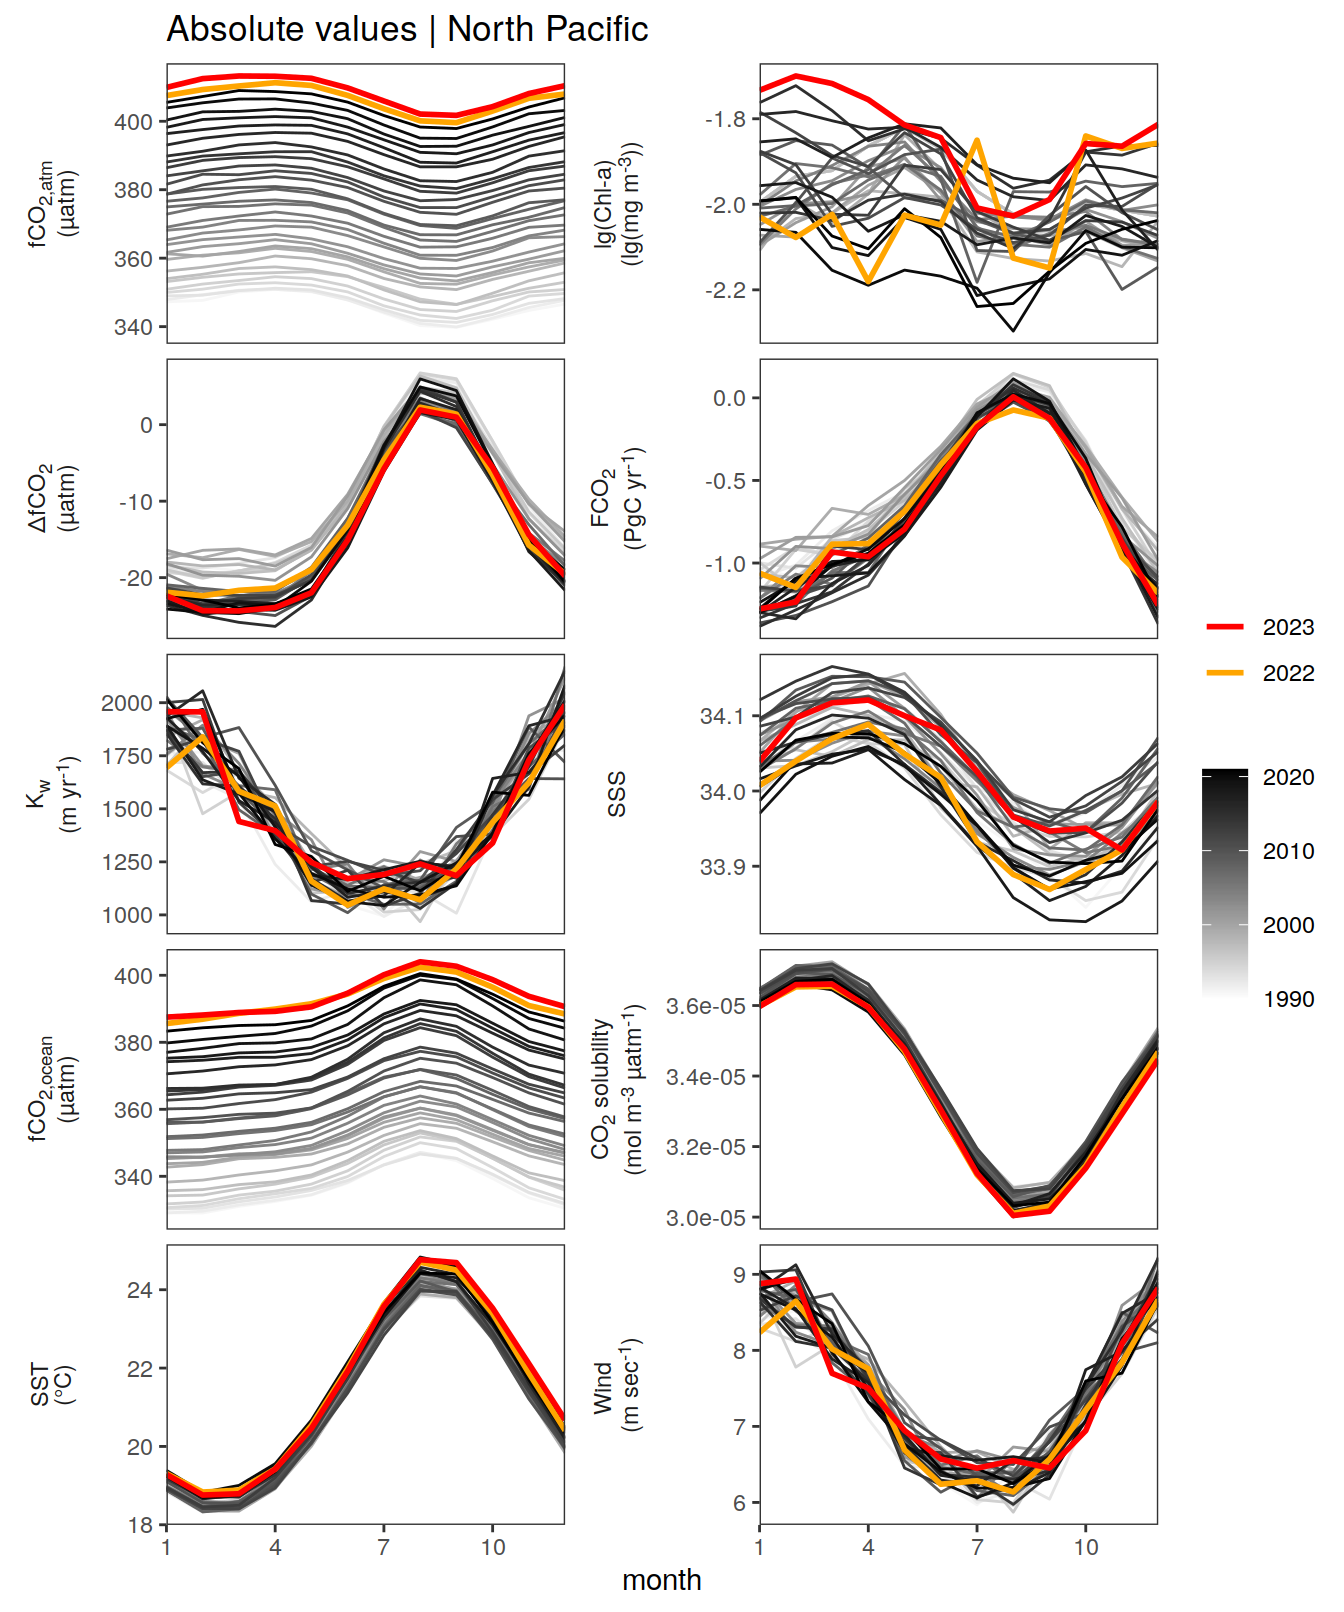 Absolute values | North Pacific
fCO2,atm
(µatm)
400
380
360
340
lg(Chl-a)
(lg(mg m-3))
-1.8
-2.0
-2.2
ΔfCO2
(µatm)
0
-10
-20
FCO2
(PgC yr-1)
0.0
-0.5
-1.0
Kw
(m yr-1)
2000
1750
1500
1250
1000
SSS
34.1
34.0
33.9
fCO2,ocean
(µatm)
400
380
360
340
CO2 solubility
(mol m-3 µatm-1)
3.6e-05
3.4e-05
3.2e-05
3.0e-05
SST
(°C)
24
22
20
18
1 4 7 10
Wind
(m sec-1)
9
8
7
6
1 4 7 10
month
2023
2022
2020
2010
2000
1990